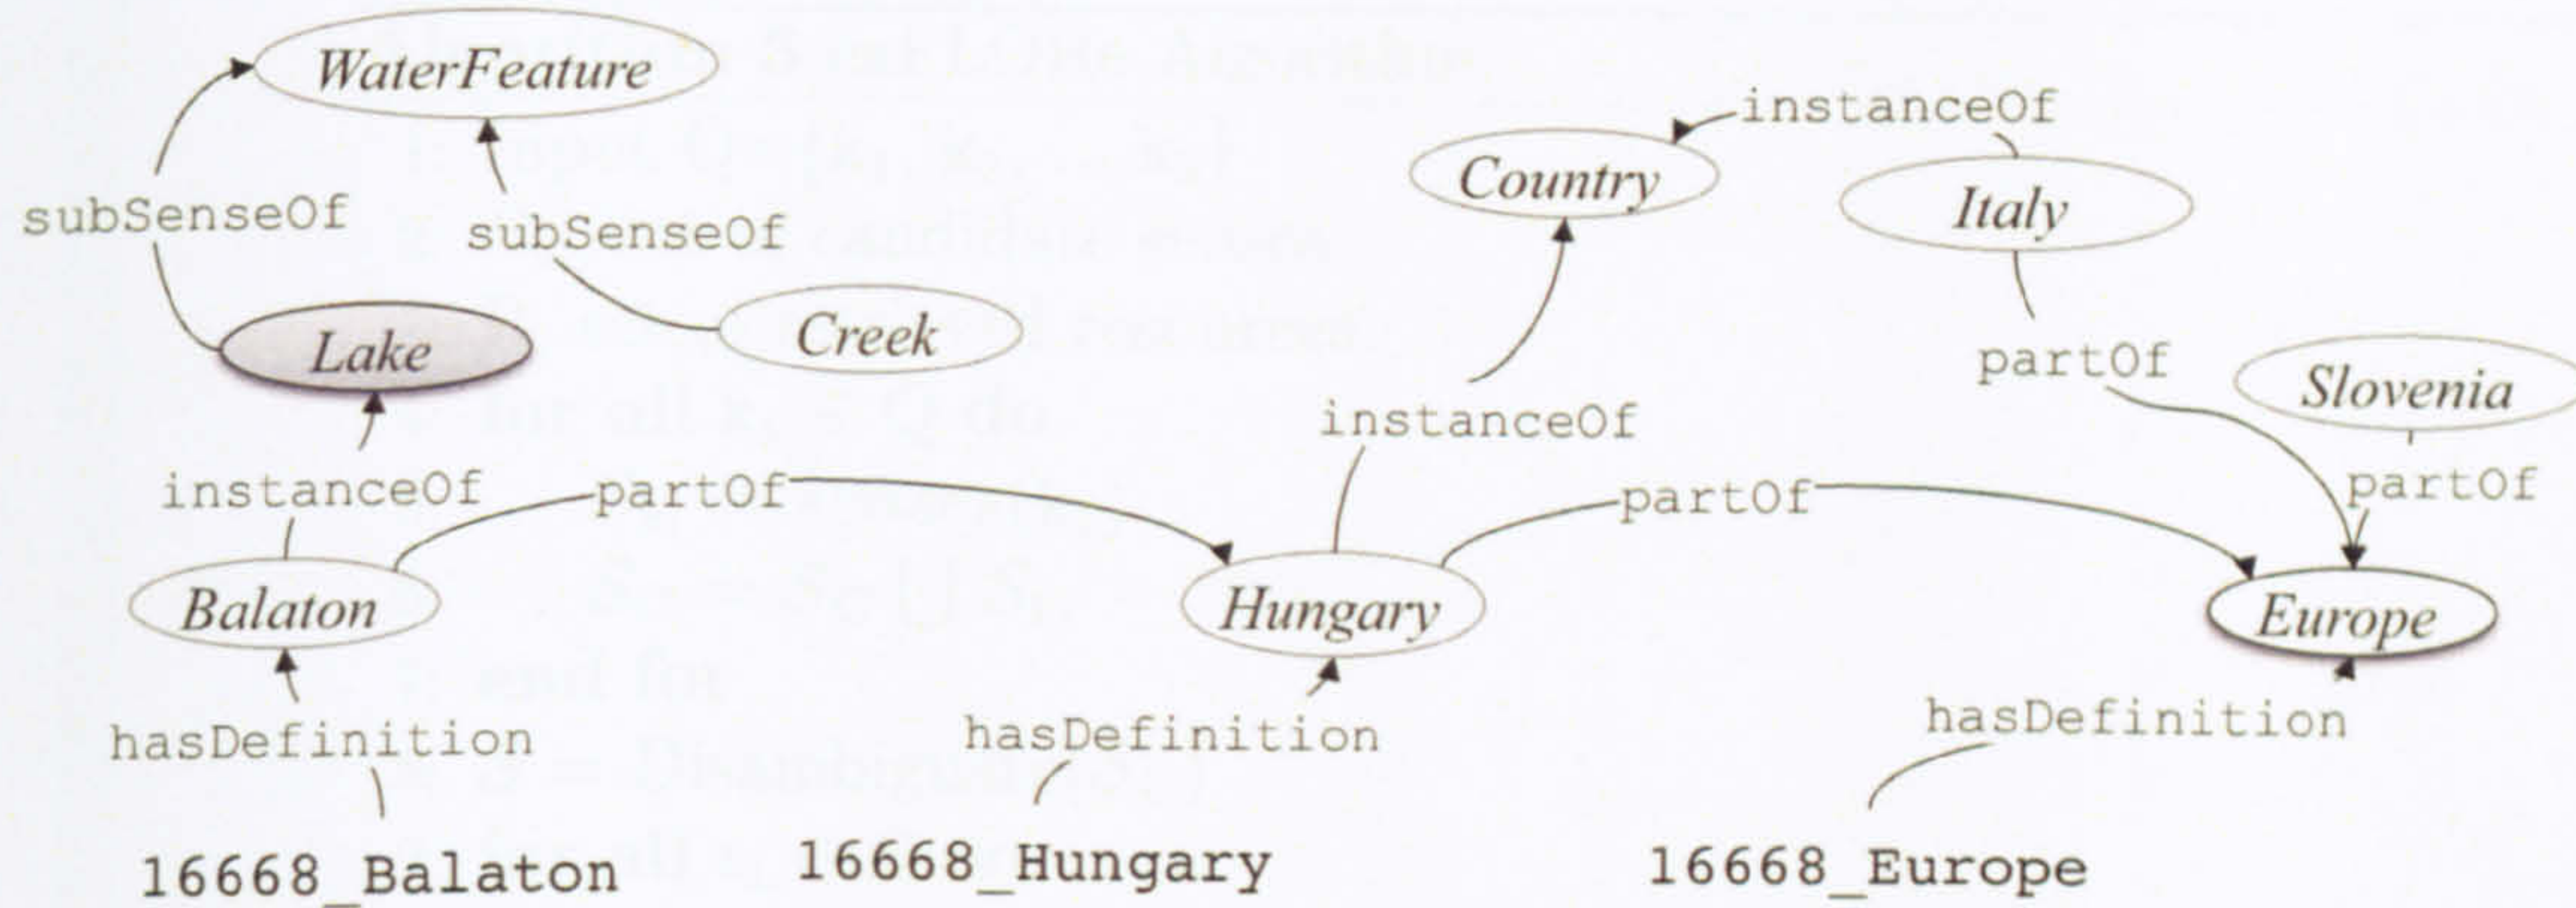 WaterFeature
instanceOf
Country
Italy
subSenseOf
subSenseOf
Lake
Creek
partOf
Slovenia
instanceOf
instanceOf
partOf
partOf
partOf
Balaton
Hungary
Europe
hasDefinition
hasDefinition
hasDefinition
16668_Balaton
16668_Hungary
16668_Europe